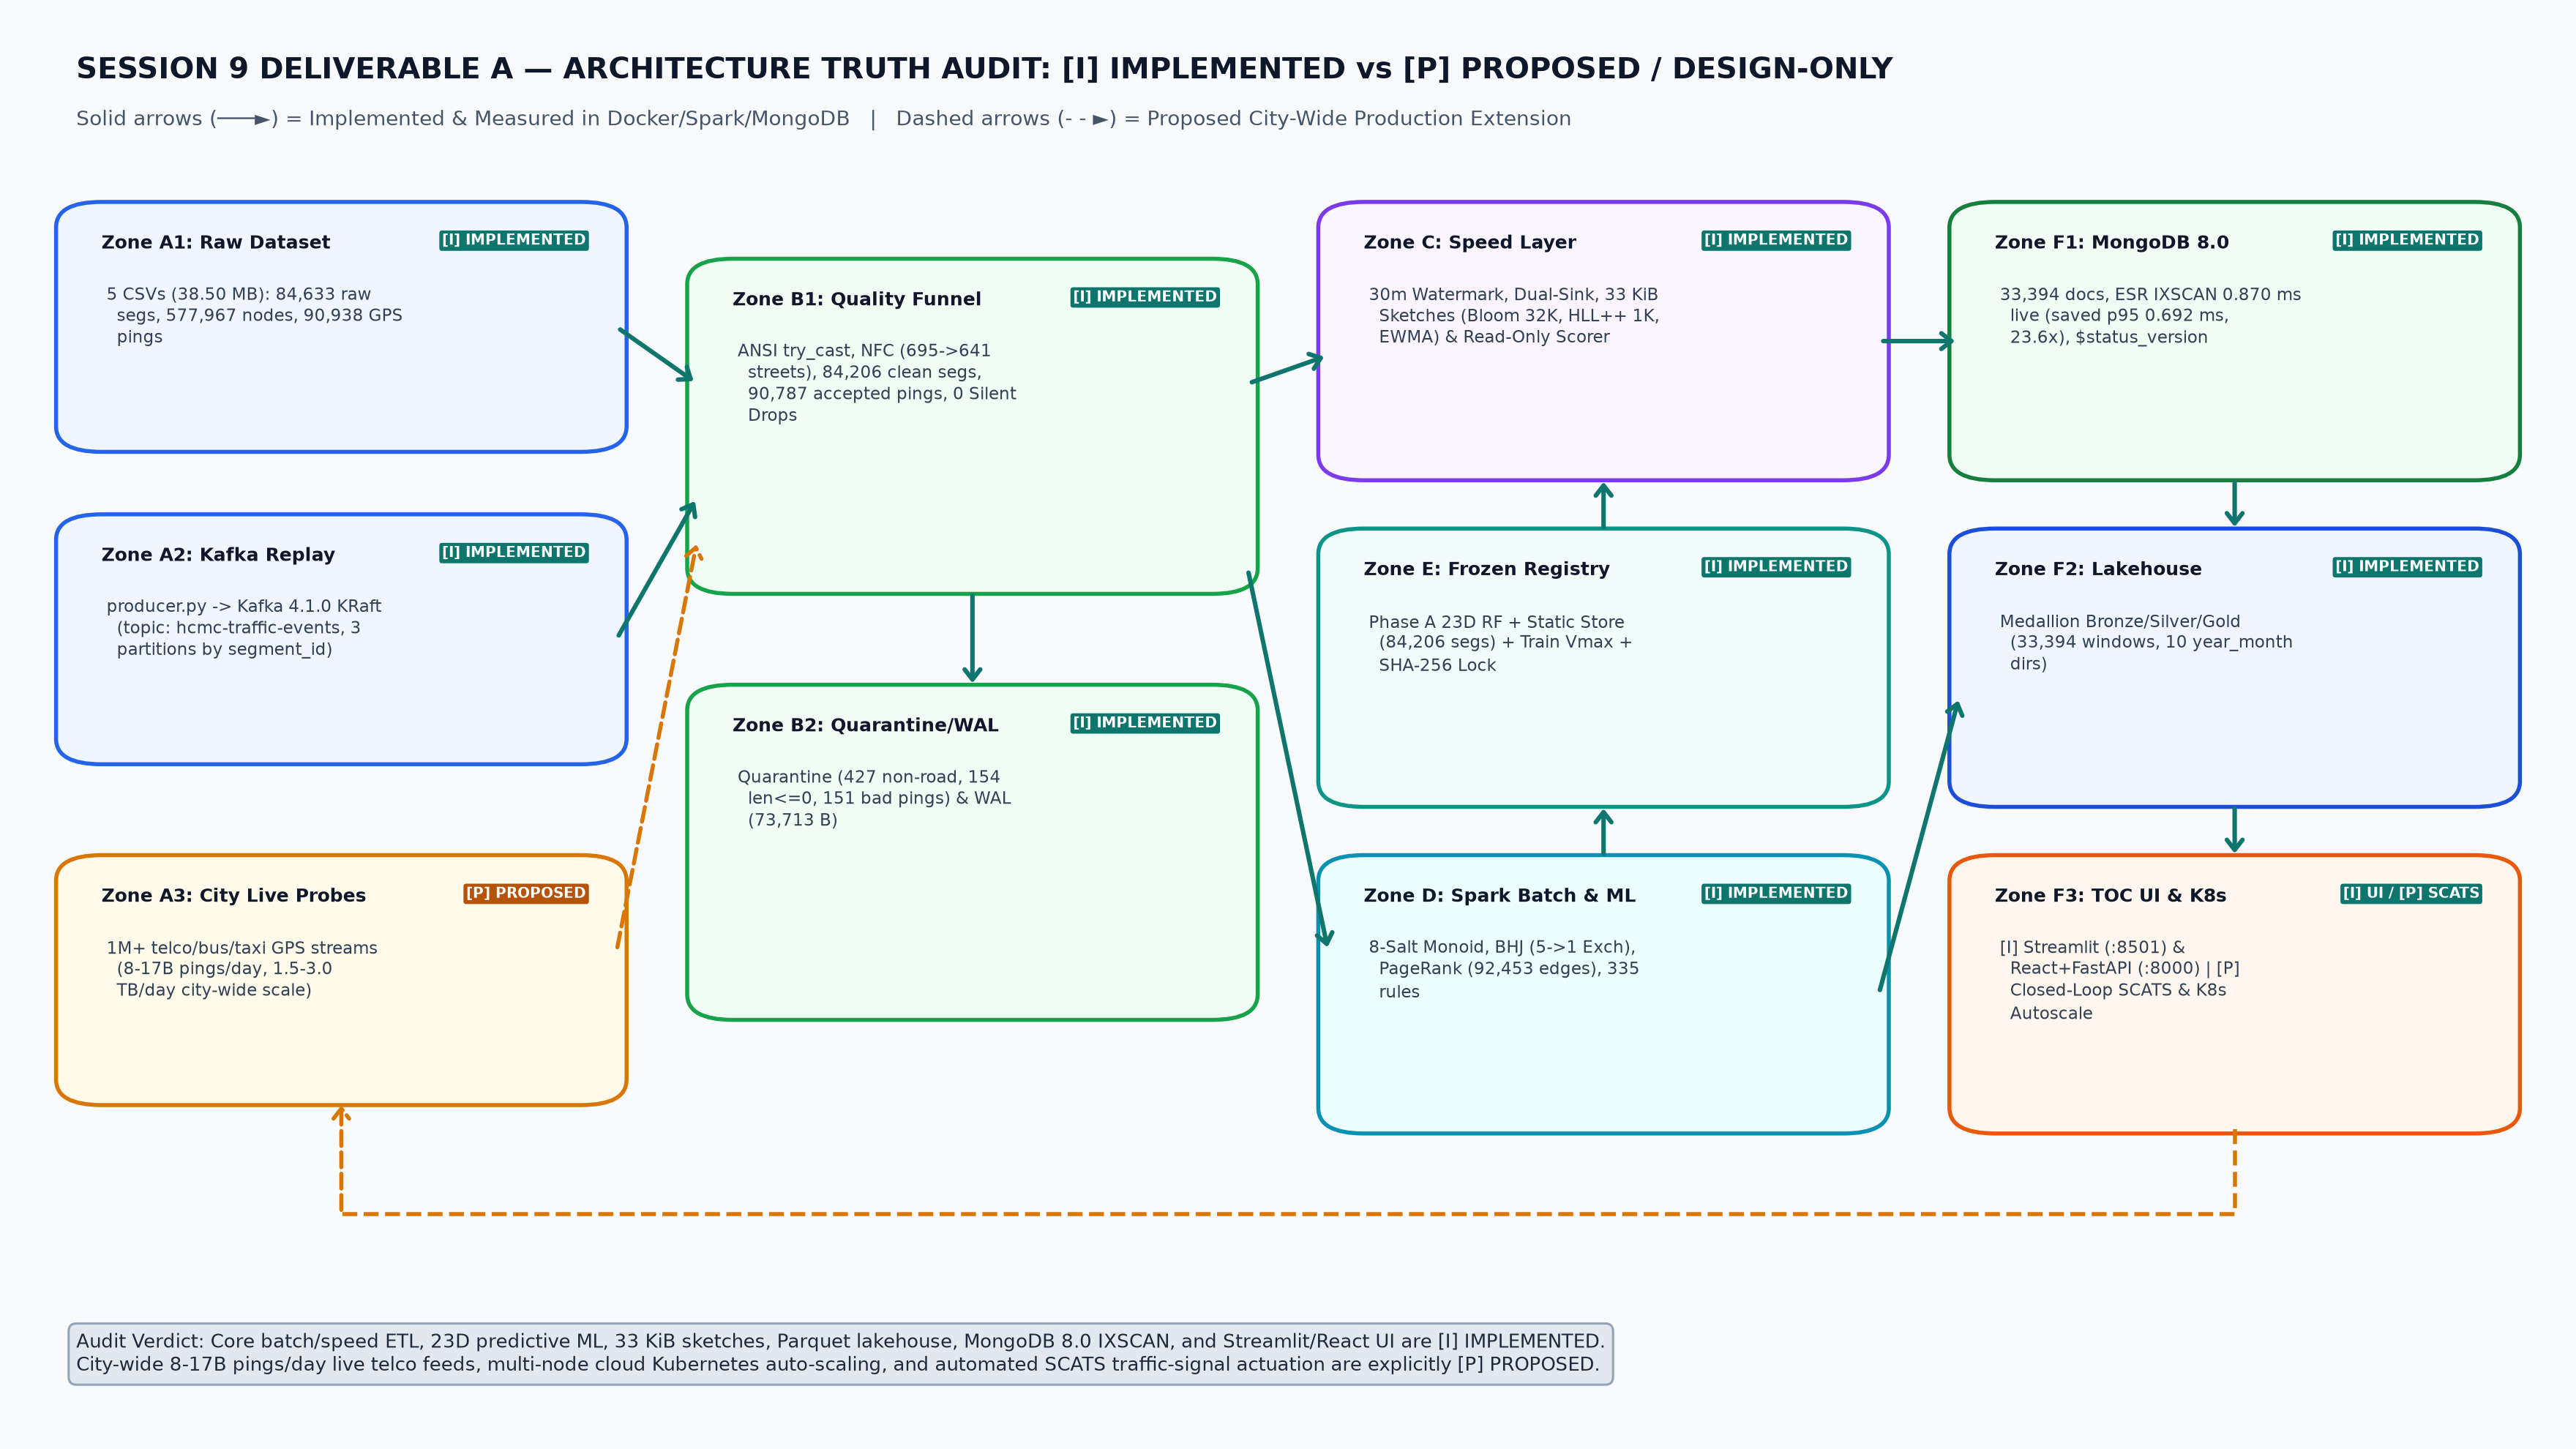 SESSION 9 DELIVERABLE A — ARCHITECTURE TRUTH AUDIT: [I] IMPLEMENTED vs [P] PROPOSED / DESIGN-ONLY
Solid arrows (──►) = Implemented & Measured in Docker/Spark/MongoDB | Dashed arrows (- - ►) = Proposed City-Wide Production Extension
Zone A1: Raw Dataset
[I] IMPLEMENTED
5 CSVs (38.50 MB): 84,633 raw
segs, 577,967 nodes, 90,938 GPS
pings
Zone A2: Kafka Replay
[I] IMPLEMENTED
producer.py -> Kafka 4.1.0 KRaft
(topic: hcmc-traffic-events, 3
partitions by segment_id)
Zone A3: City Live Probes
[P] PROPOSED
1M+ telco/bus/taxi GPS streams
(8-17B pings/day, 1.5-3.0
TB/day city-wide scale)
Zone B1: Quality Funnel
[I] IMPLEMENTED
ANSI try_cast, NFC (695->641
streets), 84,206 clean segs,
90,787 accepted pings, 0 Silent
Drops
Zone B2: Quarantine/WAL
[I] IMPLEMENTED
Quarantine (427 non-road, 154
len<=0, 151 bad pings) & WAL
(73,713 B)
Zone C: Speed Layer
[I] IMPLEMENTED
30m Watermark, Dual-Sink, 33 KiB
Sketches (Bloom 32K, HLL++ 1K,
EWMA) & Read-Only Scorer
Zone E: Frozen Registry
[I] IMPLEMENTED
Phase A 23D RF + Static Store
(84,206 segs) + Train Vmax +
SHA-256 Lock
Zone D: Spark Batch & ML
[I] IMPLEMENTED
8-Salt Monoid, BHJ (5->1 Exch),
PageRank (92,453 edges), 335
rules
Zone F1: MongoDB 8.0
[I] IMPLEMENTED
33,394 docs, ESR IXSCAN 0.870 ms
live (saved p95 0.692 ms,
23.6x), $status_version
Zone F2: Lakehouse
[I] IMPLEMENTED
Medallion Bronze/Silver/Gold
(33,394 windows, 10 year_month
dirs)
Zone F3: TOC UI & K8s
[I] UI / [P] SCATS
[I] Streamlit (:8501) &
React+FastAPI (:8000) | [P]
Closed-Loop SCATS & K8s
Autoscale
Audit Verdict: Core batch/speed ETL, 23D predictive ML, 33 KiB sketches, Parquet lakehouse, MongoDB 8.0 IXSCAN, and Streamlit/React UI are [I] IMPLEMENTED.
City-wide 8-17B pings/day live telco feeds, multi-node cloud Kubernetes auto-scaling, and automated SCATS traffic-signal actuation are explicitly [P] PROPOSED.